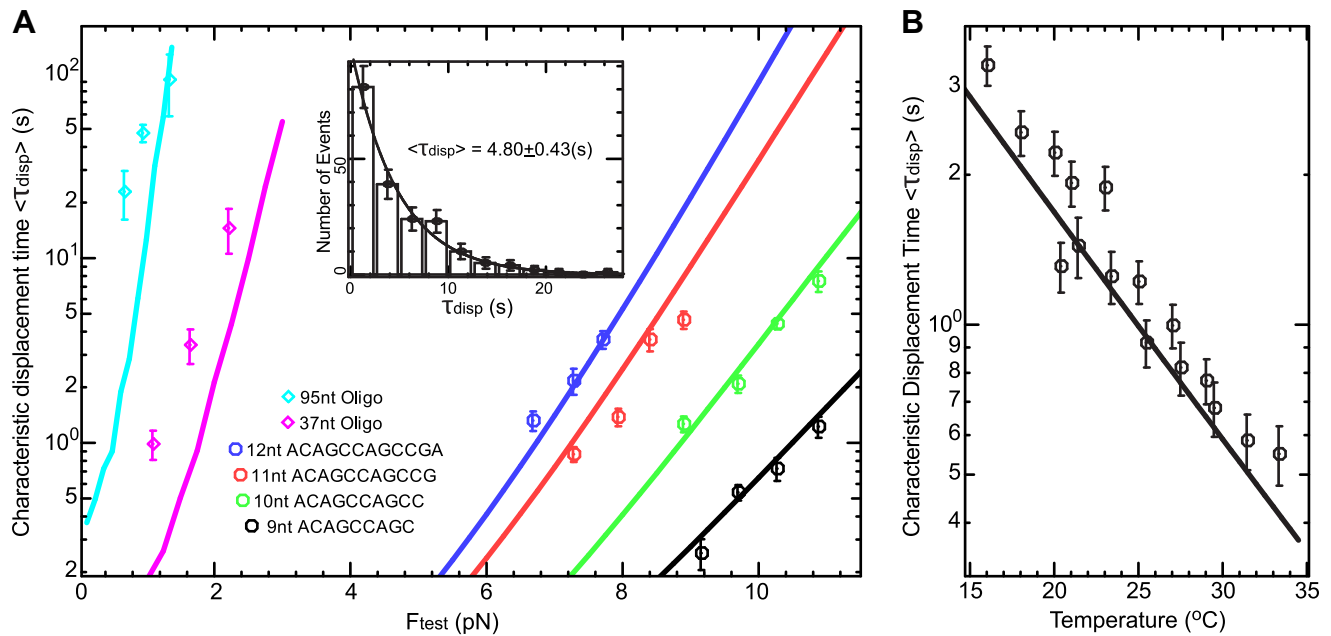 A
Characteristic displacement time <τdisp> (s)
10²
5
2
10¹
5
2
10⁰
5
2
0
2
4
6
8
10
Ftest (pN)
95nt Oligo
37nt Oligo
12nt ACAGCCAGCCGA
11nt ACAGCCAGCCG
10nt ACAGCCAGCC
9nt ACAGCCAGC
Number of Events
50
0
<τdisp> = 4.80±0.43(s)
0
10
20
τdisp (s)
B
Characteristic Displacement Time <τdisp> (s)
3
2
10⁰
9
8
7
6
5
4
15
20
25
30
35
Temperature (ºC)